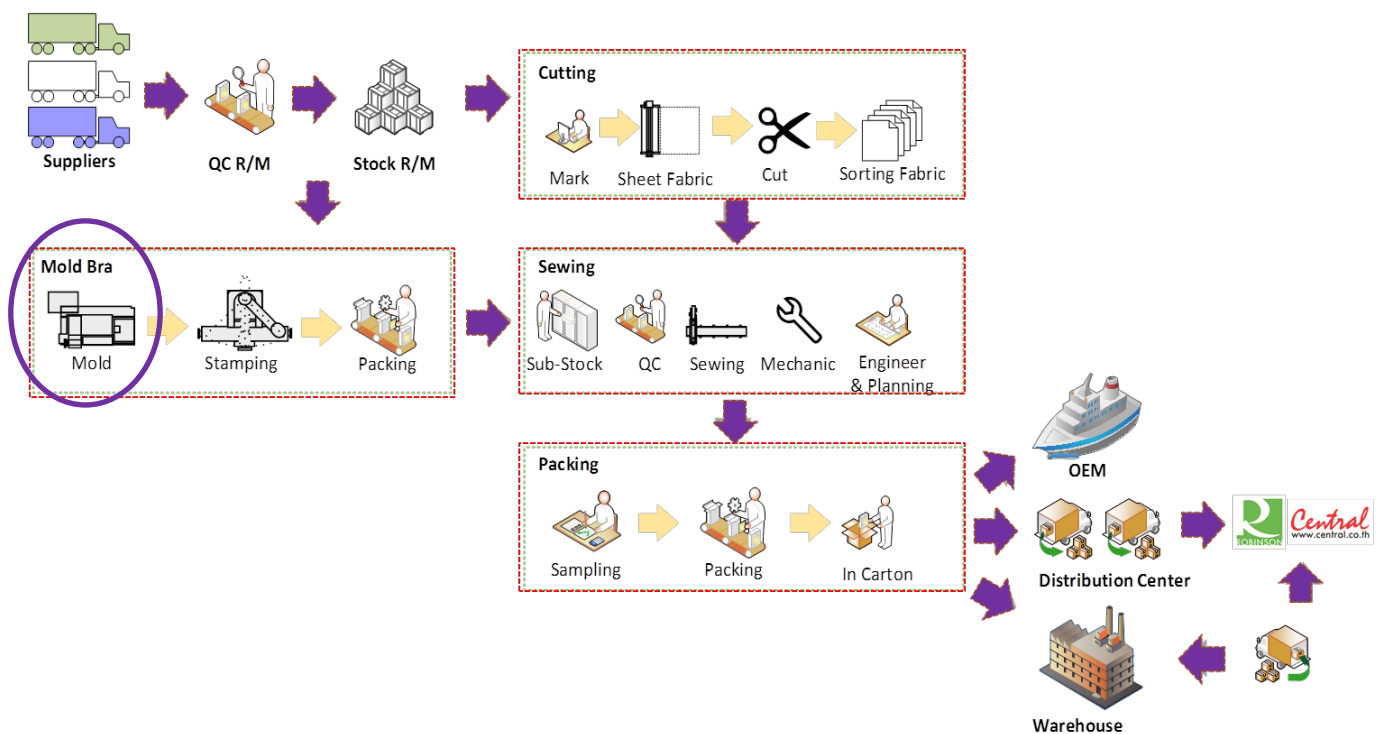 Suppliers
QC R/M
Stock R/M
Cutting
Mark
Sheet Fabric
Cut
Sorting Fabric
Mold Bra
Mold
Stamping
Packing
Sewing
Sub-Stock
QC
Sewing
Mechanic
Engineer
& Planning
Packing
Sampling
Packing
In Carton
OEM
Distribution Center
R
ROBINSON
Central
www.central.co.th
Warehouse